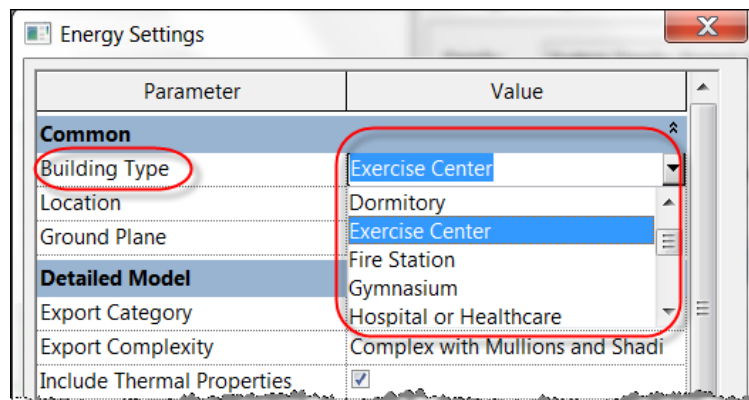 Energy Settings
Parameter Value
Common
Building Type Exercise Center
Location Dormitory
Exercise Center
Ground Plane
Fire Station
Detailed Model
Gymnasium
Export Category Hospital or Healthcare
Export Complexity Complex with Mullions and Shadi
Include Thermal Properties